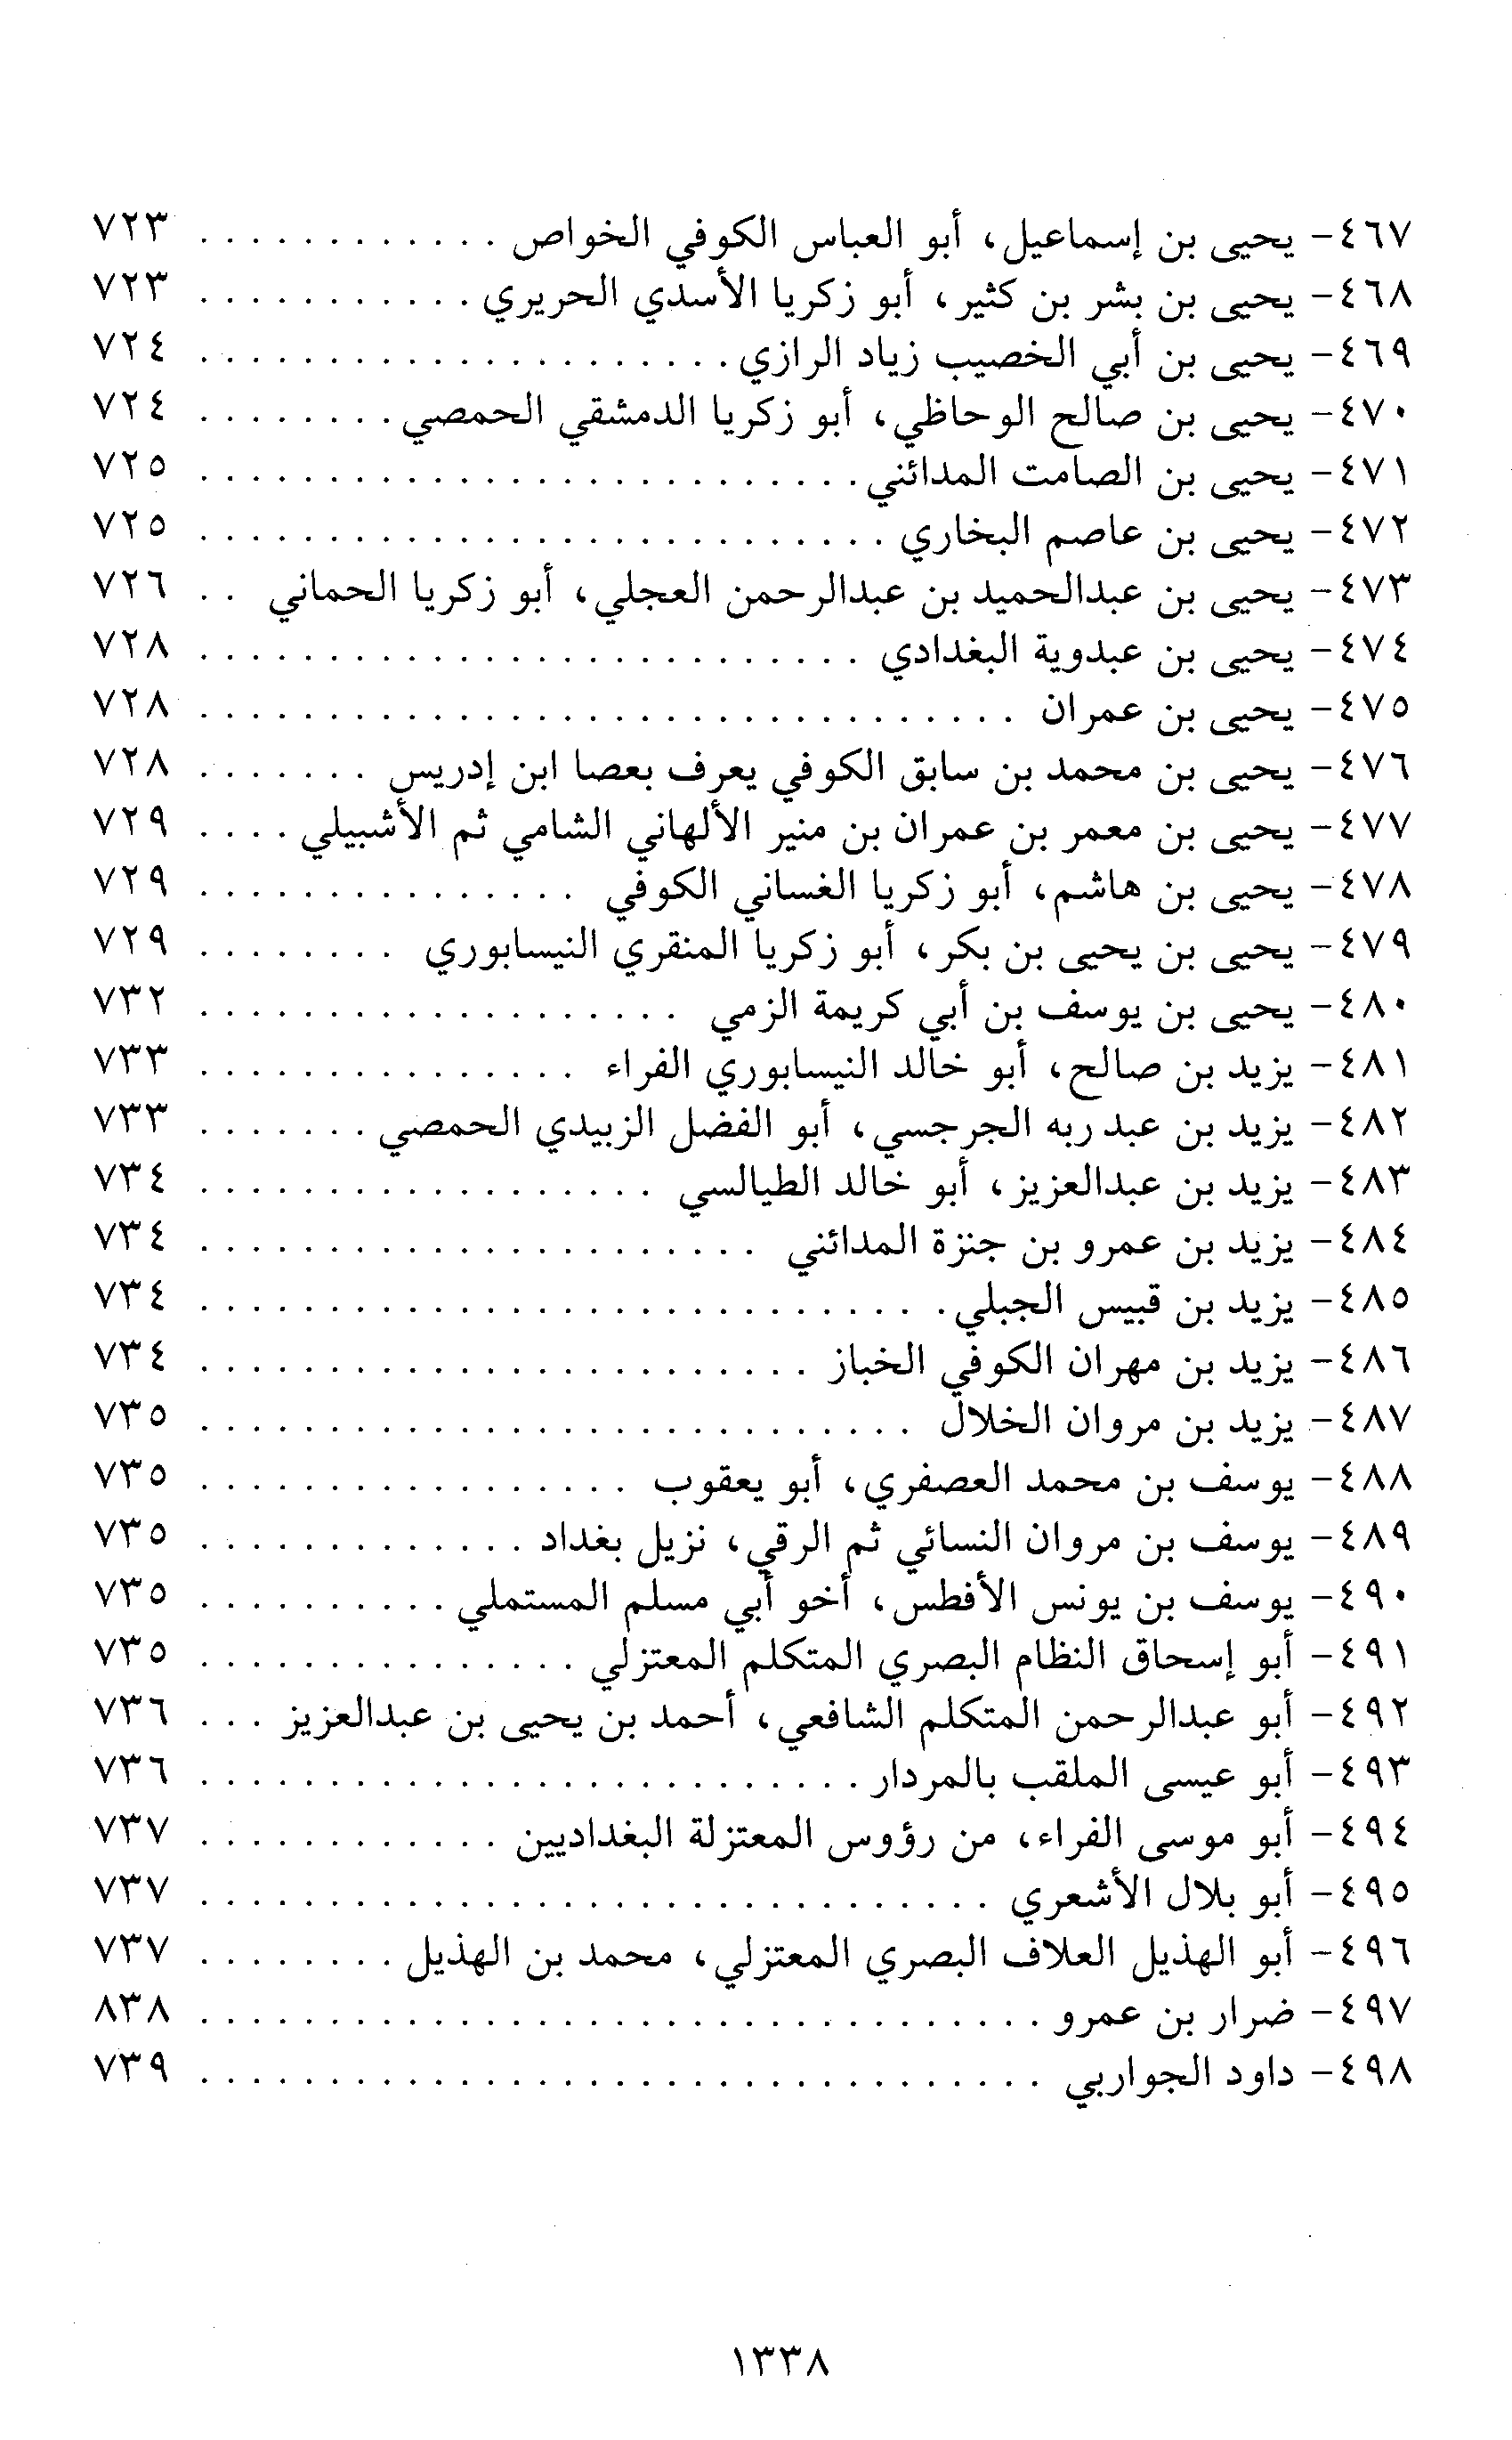 ٤٦٧- يحيى بن إسماعيل، أبو العباس الكوفي الخواص . . . . . . . . . . . . ٧٢٣
٤٦٨- يحيى بن بشر بن كثير، أبو زكريا الأسدي الحريري . . . . . . . . . . . ٧٢٣
٤٦٩- يحيى بن أبي الخصيب زياد الرازي . . . . . . . . . . . . . . . . . . . . . ٧٢٤
٤٧٠- يحيى بن صالح الوحاظي، أبو زكريا الدمشقي الحمصي . . . . . . . . ٧٢٤
٤٧١- يحيى بن الصامت المدائني . . . . . . . . . . . . . . . . . . . . . . . . . . ٧٢٥
٤٧٢- يحيى بن عاصم البخاري . . . . . . . . . . . . . . . . . . . . . . . . . . . ٧٢٥
٤٧٣- يحيى بن عبدالحميد بن عبدالرحمن العجلي، أبو زكريا الحماني . . ٧٢٦
٤٧٤- يحيى بن عبدوية البغدادي . . . . . . . . . . . . . . . . . . . . . . . . . . ٧٢٨
٤٧٥- يحيى بن عمران . . . . . . . . . . . . . . . . . . . . . . . . . . . . . . . . ٧٢٨
٤٧٦- يحيى بن محمد بن سابق الكوفي يعرف بعصا ابن إدريس . . . . . . . ٧٢٨
٤٧٧- يحيى بن معمر بن عمران بن منير الألهاني الشامي ثم الأشبيلي . . . . ٧٢٩
٤٧٨- يحيى بن هاشم، أبو زكريا الغساني الكوفي . . . . . . . . . . . . . . . ٧٢٩
٤٧٩- يحيى بن يحيى بن بكر، أبو زكريا المنقري النيسابوري . . . . . . . . ٧٢٩
٤٨٠- يحيى بن يوسف بن أبي كريمة الزمي . . . . . . . . . . . . . . . . . . . ٧٣٢
٤٨١- يزيد بن صالح، أبو خالد النيسابوري الفراء . . . . . . . . . . . . . . . ٧٣٣
٤٨٢- يزيد بن عبد ربه الجرجسي، أبو الفضل الزبيدي الحمصي . . . . . . . ٧٣٣
٤٨٣- يزيد بن عبدالعزيز، أبو خالد الطيالسي . . . . . . . . . . . . . . . . . . ٧٣٤
٤٨٤- يزيد بن عمرو بن جنزة المدائني . . . . . . . . . . . . . . . . . . . . . . ٧٣٤
٤٨٥- يزيد بن قبيس الجبلي . . . . . . . . . . . . . . . . . . . . . . . . . . . . . ٧٣٤
٤٨٦- يزيد بن مهران الكوفي الخباز . . . . . . . . . . . . . . . . . . . . . . . . ٧٣٤
٤٨٧- يزيد بن مروان الخلال . . . . . . . . . . . . . . . . . . . . . . . . . . . . ٧٣٥
٤٨٨- يوسف بن محمد العصفري، أبو يعقوب . . . . . . . . . . . . . . . . . ٧٣٥
٤٨٩- يوسف بن مروان النسائي ثم الرقي، نزيل بغداد . . . . . . . . . . . . . ٧٣٥
٤٩٠- يوسف بن يونس الأفطس، أخو أبي مسلم المستملي . . . . . . . . . . ٧٣٥
٤٩١- أبو إسحاق النظام البصري المتكلم المعتزلي . . . . . . . . . . . . . . . ٧٣٥
٤٩٢- أبو عبدالرحمن المتكلم الشافعي، أحمد بن يحيى بن عبدالعزيز . . . ٧٣٦
٤٩٣- أبو عيسى الملقب بالمردار . . . . . . . . . . . . . . . . . . . . . . . . . . ٧٣٦
٤٩٤- أبو موسى الفراء، من رؤوس المعتزلة البغداديين . . . . . . . . . . . . ٧٣٧
٤٩٥- أبو بلال الأشعري . . . . . . . . . . . . . . . . . . . . . . . . . . . . . . . ٧٣٧
٤٩٦- أبو الهذيل العلاف البصري المعتزلي، محمد بن الهذيل . . . . . . . . ٧٣٧
٤٩٧- ضرار بن عمرو . . . . . . . . . . . . . . . . . . . . . . . . . . . . . . . . . ٨٣٨
٤٩٨- داود الجواربي . . . . . . . . . . . . . . . . . . . . . . . . . . . . . . . . . ٧٣٩
١٣٣٨